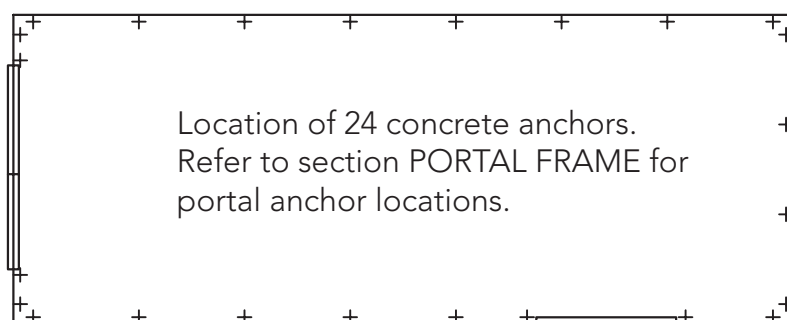 Location of 24 concrete anchors.
Refer to section PORTAL FRAME for
portal anchor locations.